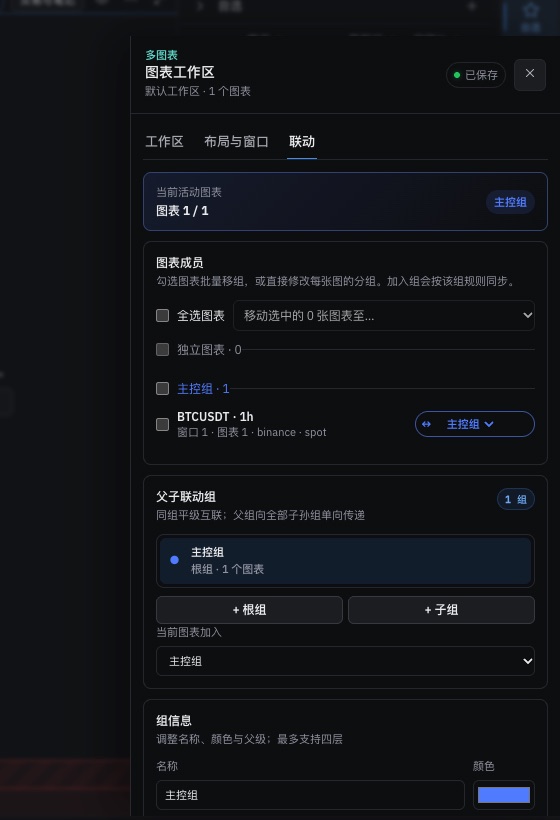 多图表
图表工作区
默认工作区 · 1 个图表
已保存
工作区
布局与窗口
联动
当前活动图表
图表 1 / 1
主控组
图表成员
勾选图表批量移组，或直接修改每张图的分组。加入组会按该组规则同步。
全选图表
移动选中的 0 张图表至...
独立图表 · 0
主控组 · 1
BTCUSDT · 1h
窗口 1 · 图表 1 · binance · spot
主控组
父子联动组
同组平级互联；父组向全部子孙组单向传递
1 组
主控组
根组 · 1 个图表
+ 根组
+ 子组
当前图表加入
主控组
组信息
调整名称、颜色与父级；最多支持四层
名称
颜色
主控组